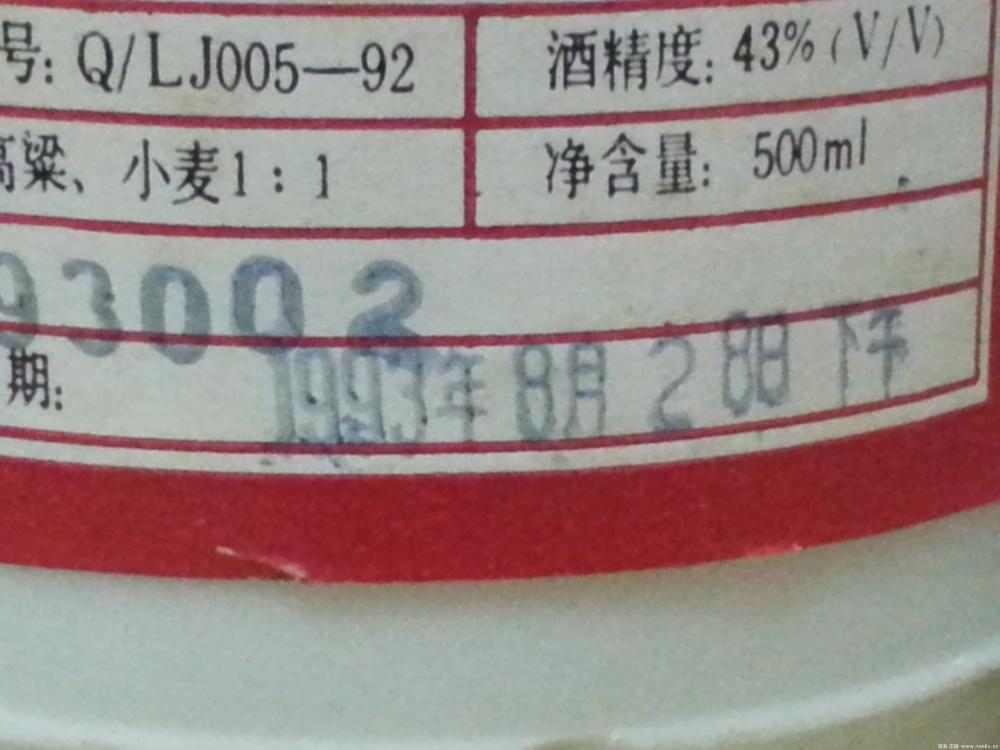 号: Q/LJ005—92
酒精度: 43% (V/V)
高粱、小麦1:1
净含量: 500ml
93002
期: 1993年8月28日下午